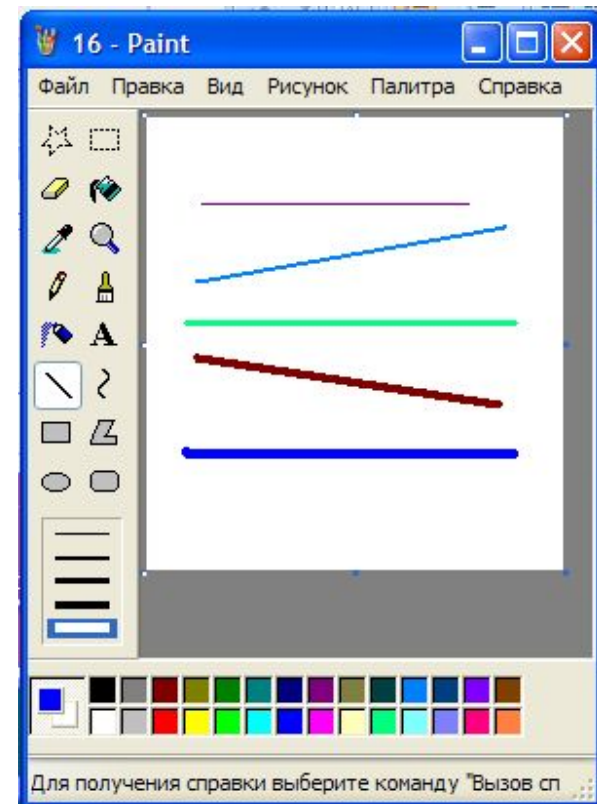 16 - Paint
Файл Правка Вид Рисунок Палитра Справка
A
Для получения справки выберите команду "Вызов сп